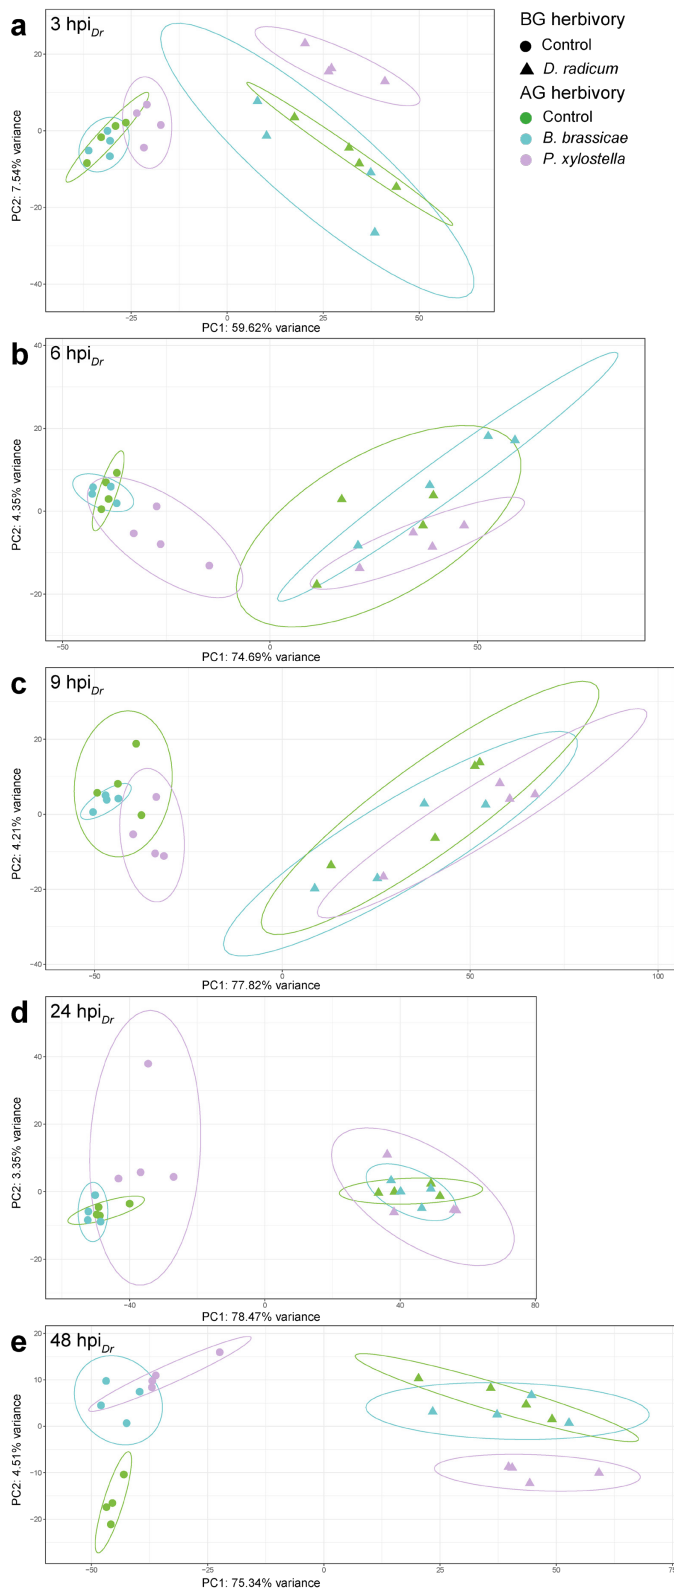 a
3 hpiDr
20
0
−20
−40
PC2: 7.54% variance
−25
0
25
50
PC1: 59.62% variance
BG herbivory
Control
D. radicum
AG herbivory
Control
B. brassicae
P. xylostella
b
6 hpiDr
40
20
0
−20
PC2: 4.35% variance
−50
0
50
PC1: 74.69% variance
c
9 hpiDr
20
0
−20
−40
PC2: 4.21% variance
−50
0
50
100
PC1: 77.82% variance
d
24 hpiDr
40
20
0
−20
PC2: 3.35% variance
−40
0
40
80
PC1: 78.47% variance
e
48 hpiDr
20
10
0
−10
−20
PC2: 4.51% variance
−50
−25
0
25
50
75
PC1: 75.34% variance